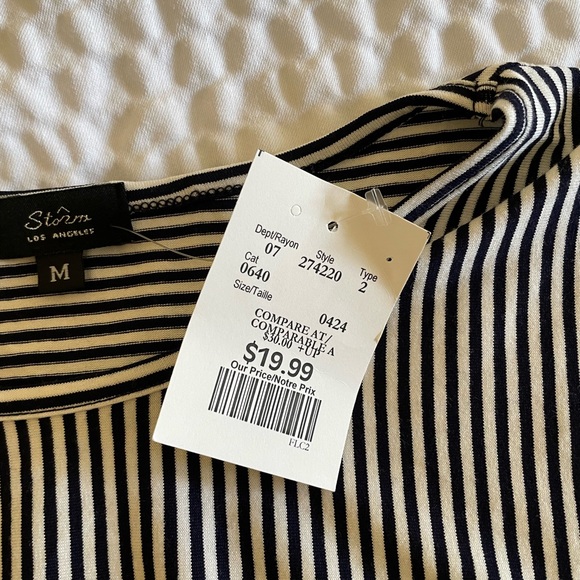 Stôrm
LOS ANGELES
M
Dept/Rayon Style Type
07 274220 2
Cat
0640
Size/Taille 0424
COMPARE AT/
COMPARABLE A
$30.00 +UP
$19.99
Our Price/Notre Prix
FLC2